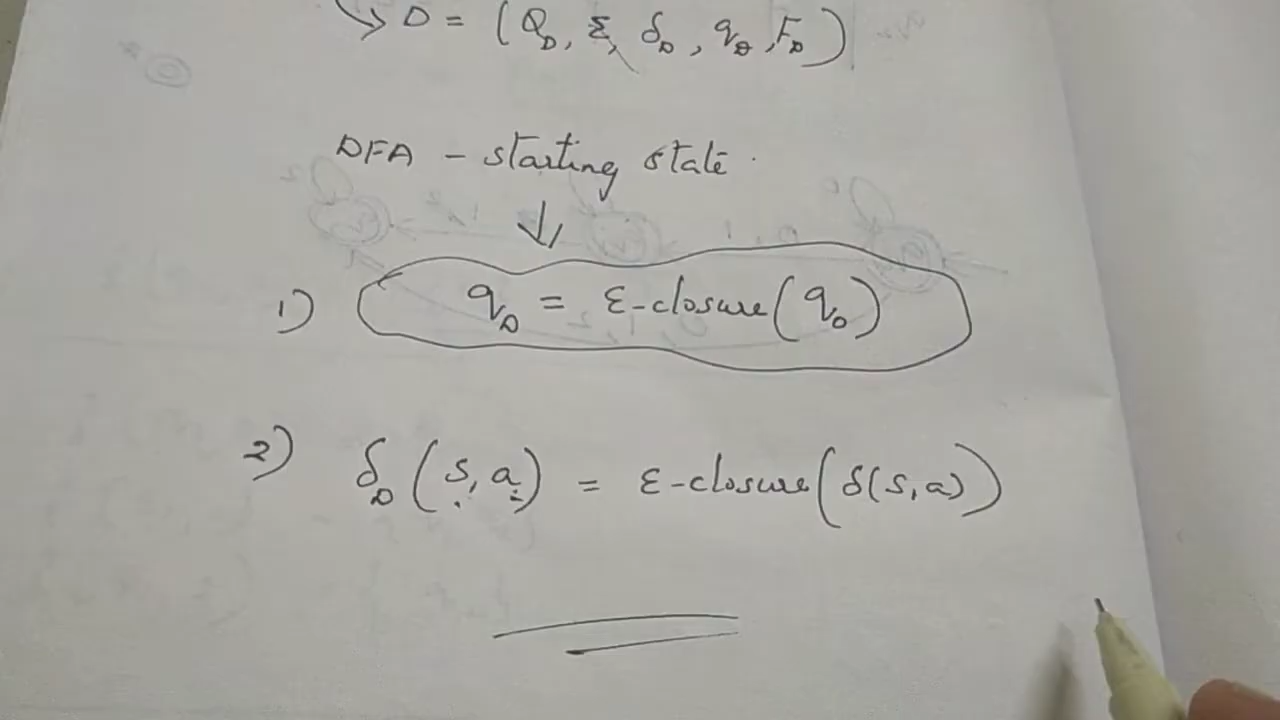 ↳ D = (Q_D, Σ, δ_D, q_D, F_D)
DFA - starting state
↓
1) q_D = ε-closure(q_0)
2) δ_D(S, a) = ε-closure(δ(S, a))